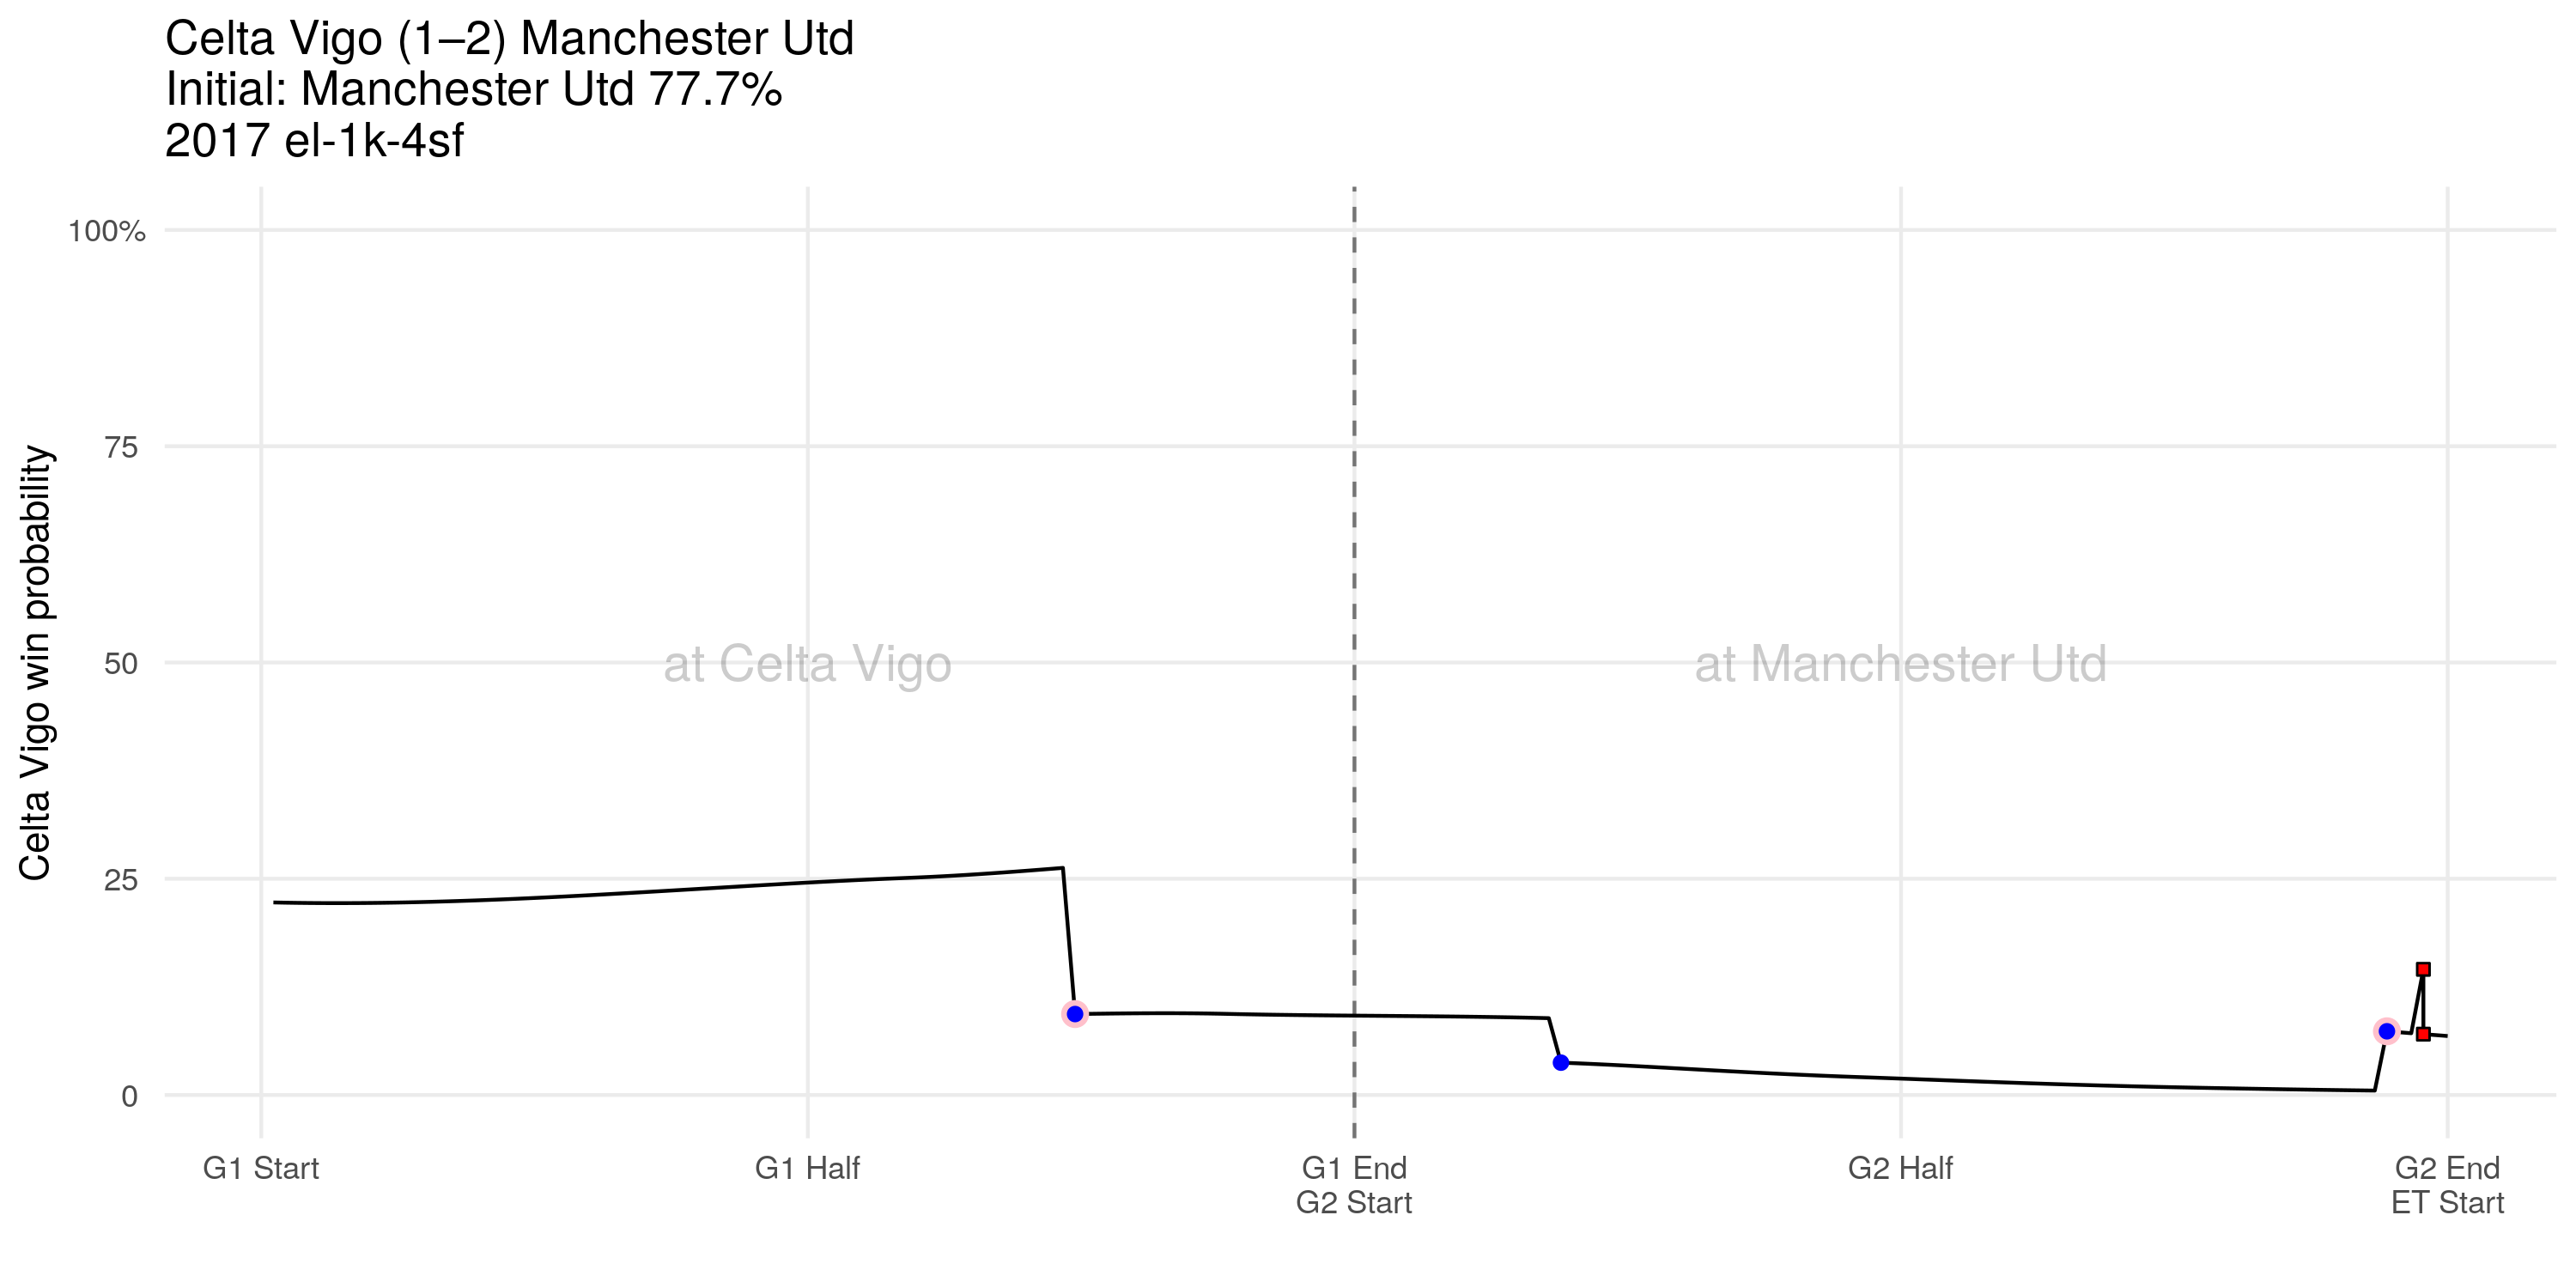 Celta Vigo (1–2) Manchester Utd
Initial: Manchester Utd 77.7%
2017 el-1k-4sf
Celta Vigo win probability
100%
75
50
25
0
at Celta Vigo
at Manchester Utd
G1 Start
G1 Half
G1 End
G2 Start
G2 Half
G2 End
ET Start